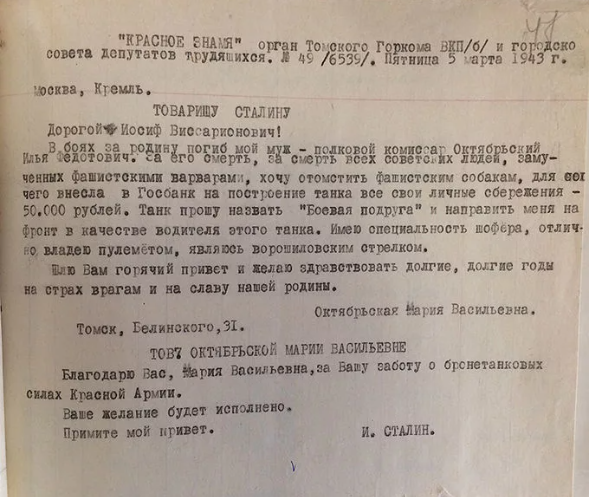 48
"КРАСНОЕ ЗНАМЯ" орган Томского Горкома ВКП/б/ и городско
совета депутатов трудящихся. № 49 /6539/. Пятница 5 марта 1943 г.
Москва, Кремль.
ТОВАРИЩУ СТАЛИНУ
Дорогой Иосиф Виссарионович!
В боях за родину погиб мой муж - полковой комиссар Октябрьский
Илья Федотович. За его смерть, за смерть всех советских людей, заму-
ченных фашистскими варварами, хочу отомстить фашистским собакам, для
чего внесла в Госбанк на построение танка все свои личные сбережения -
50.000 рублей. Танк прошу назвать "Боевая подруга" и направить меня на
фронт в качестве водителя этого танка. Имею специальность шофёра, отлич-
но владею пулемётом, являюсь ворошиловским стрелком.
Шлю Вам горячий привет и желаю здравствовать долгие, долгие годы
на страх врагам и на славу нашей родины.
Октябрьская Мария Васильевна.
Томск, Белинского,31.
ТОВ7 ОКТЯБРЬСКОЙ МАРИИ ВАСИЛЬЕВНЕ
Благодарю Вас, Мария Васильевна,за Вашу заботу о бронетанковых
силах Красной Армии.
Ваше желание будет исполнено.
Примите мой привет. И. СТАЛИН.